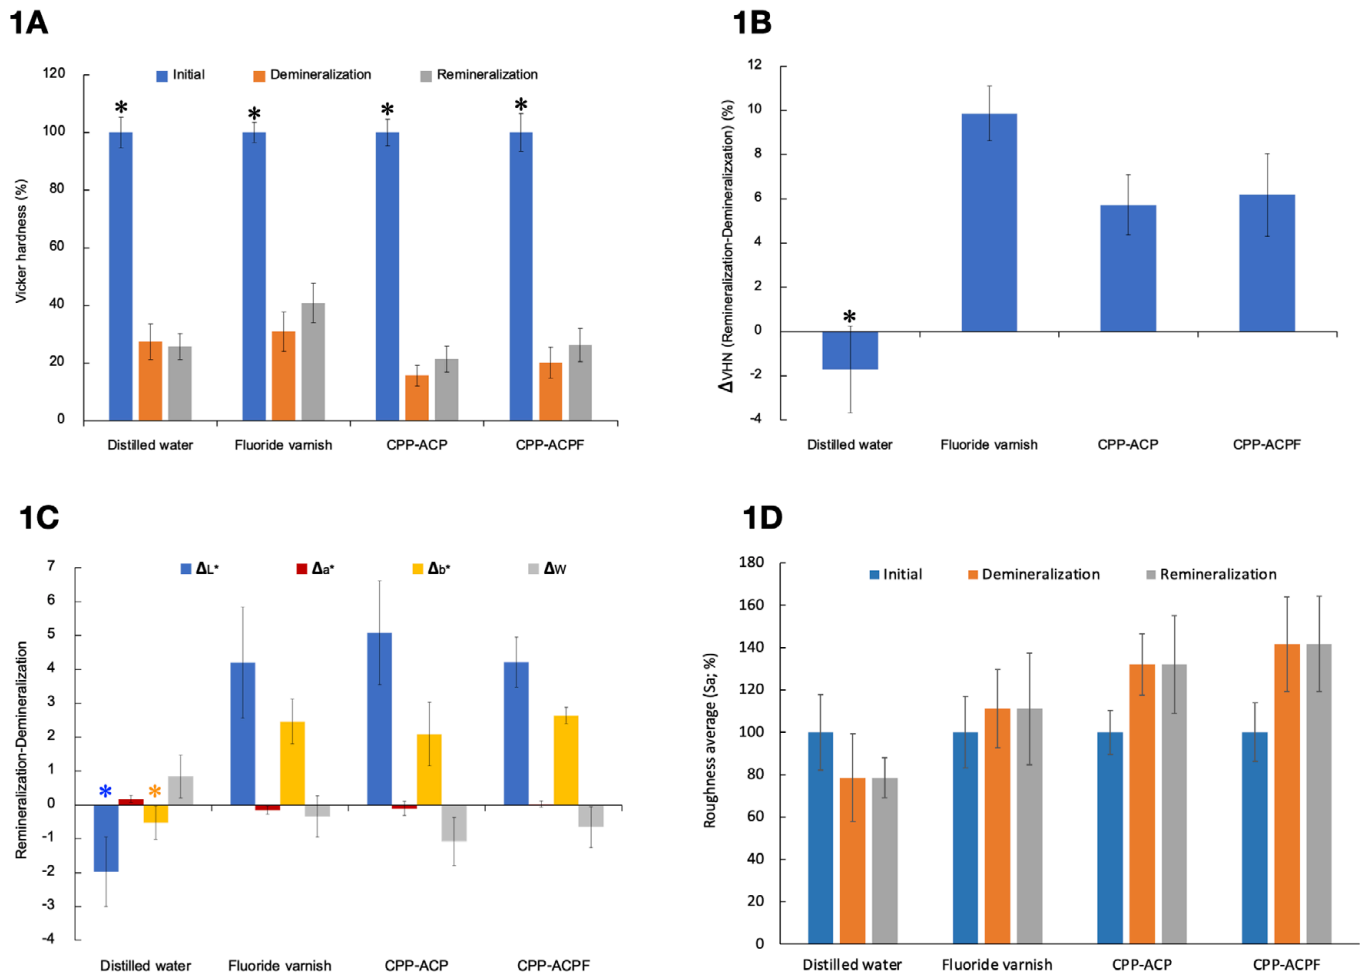 1A
Initial Demineralization Remineralization
Vicker hardness (%)
120
100
80
60
40
20
0
* * * *
Distilled water Fluoride varnish CPP-ACP CPP-ACPF
1B
ΔVHN (Remineralization-Demineralizxation) (%)
12
10
8
6
4
2
0
-2
-4
*
Distilled water Fluoride varnish CPP-ACP CPP-ACPF
1C
ΔL* Δa* Δb* ΔW
Remineralization-Demineralization
7
6
5
4
3
2
1
0
-1
-2
-3
-4
* *
Distilled water Fluoride varnish CPP-ACP CPP-ACPF
1D
Initial Demineralization Remineralization
Roughness average (Sa; %)
180
160
140
120
100
80
60
40
20
0
Distilled water Fluoride varnish CPP-ACP CPP-ACPF